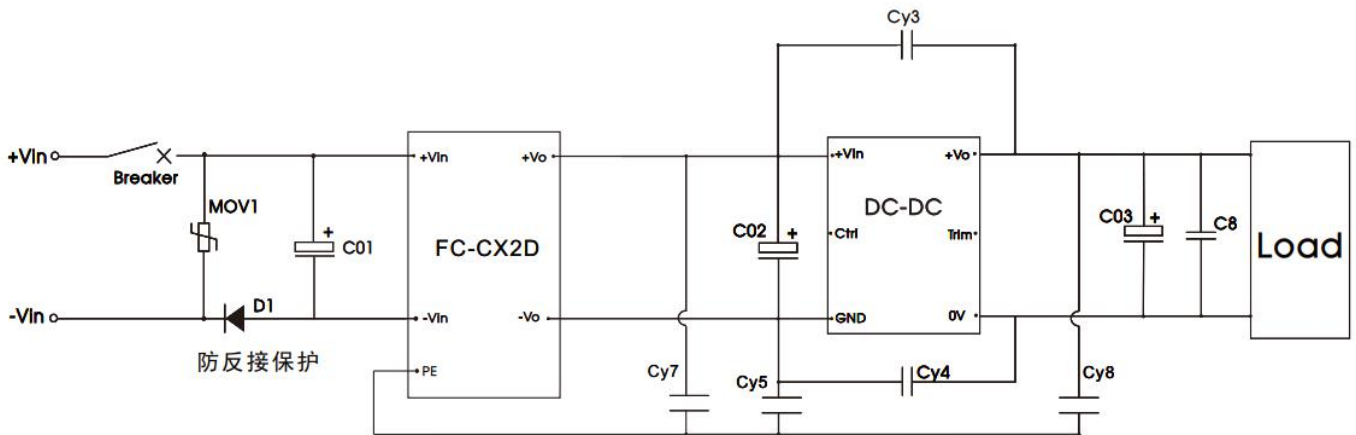 Cy3
+Vin
Breaker
MOV1
C01
-Vin
D1
防反接保护
+Vin
+Vo
FC-CX2D
-Vin
-Vo
PE
Cy7
Cy5
C02
+
+
+Vin
+Vo
DC-DC
Ctrl
Trim
GND
0V
Cy4
Cy8
C03
+
C8
Load